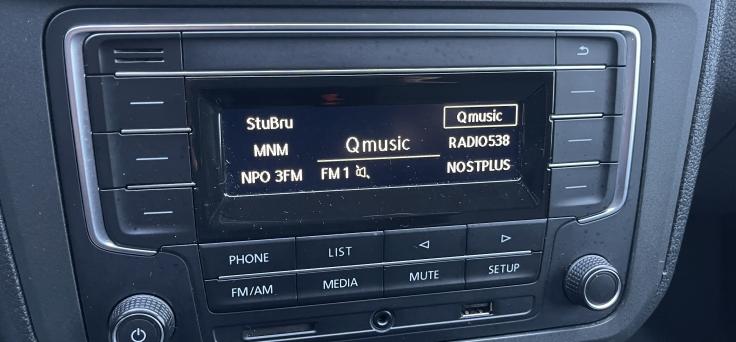 StuBru
MNM
NPO 3FM
Qmusic
FM 1
Qmusic
RADIO538
NOSTPLUS
PHONE
LIST
FM/AM
MEDIA
MUTE
SETUP